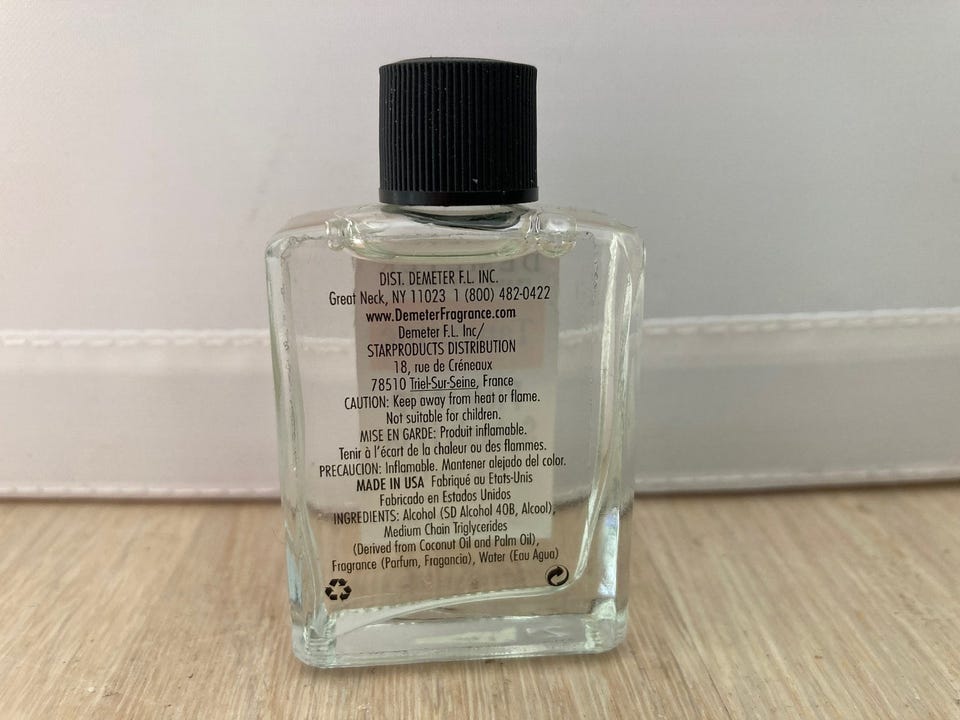 DIST. DEMETER F.L. INC.
Great Neck, NY 11023 1 (800) 482-0422
www.DemeterFragrance.com
Demeter F.L. Inc/
STARPRODUCTS DISTRIBUTION
18, rue de Créneaux
78510 Triel-Sur-Seine, France
CAUTION: Keep away from heat or flame.
Not suitable for children.
MISE EN GARDE: Produit inflamable.
Tenir à l'écart de la chaleur ou des flammes.
PRECAUCION: Inflamable. Mantener alejado del color.
MADE IN USA Fabriqué au Etats-Unis
Fabricado en Estados Unidos
INGREDIENTS: Alcohol (SD Alcohol 40B, Alcool),
Medium Chain Triglycerides
(Derived from Coconut Oil and Palm Oil),
Fragrance (Parfum, Fragancia), Water (Eau Agua)